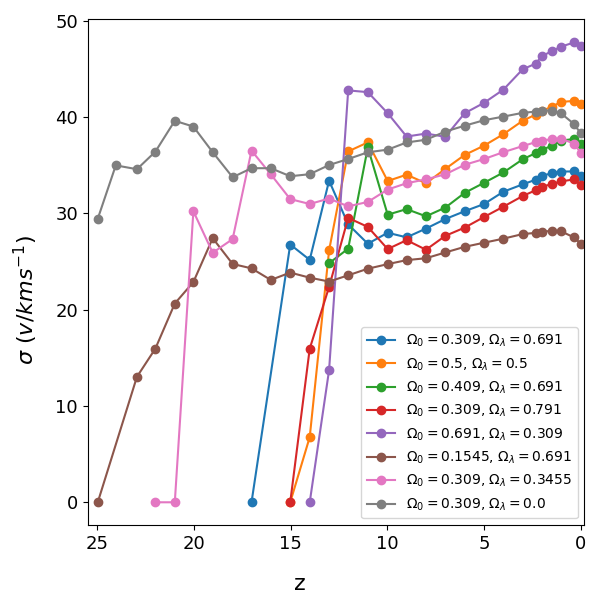 50
40
30
20
10
0
σ (v/kms⁻¹)
25 20 15 10 5 0
z
Ω₀ = 0.309, Ω_λ = 0.691
Ω₀ = 0.5, Ω_λ = 0.5
Ω₀ = 0.409, Ω_λ = 0.691
Ω₀ = 0.309, Ω_λ = 0.791
Ω₀ = 0.691, Ω_λ = 0.309
Ω₀ = 0.1545, Ω_λ = 0.691
Ω₀ = 0.309, Ω_λ = 0.3455
Ω₀ = 0.309, Ω_λ = 0.0